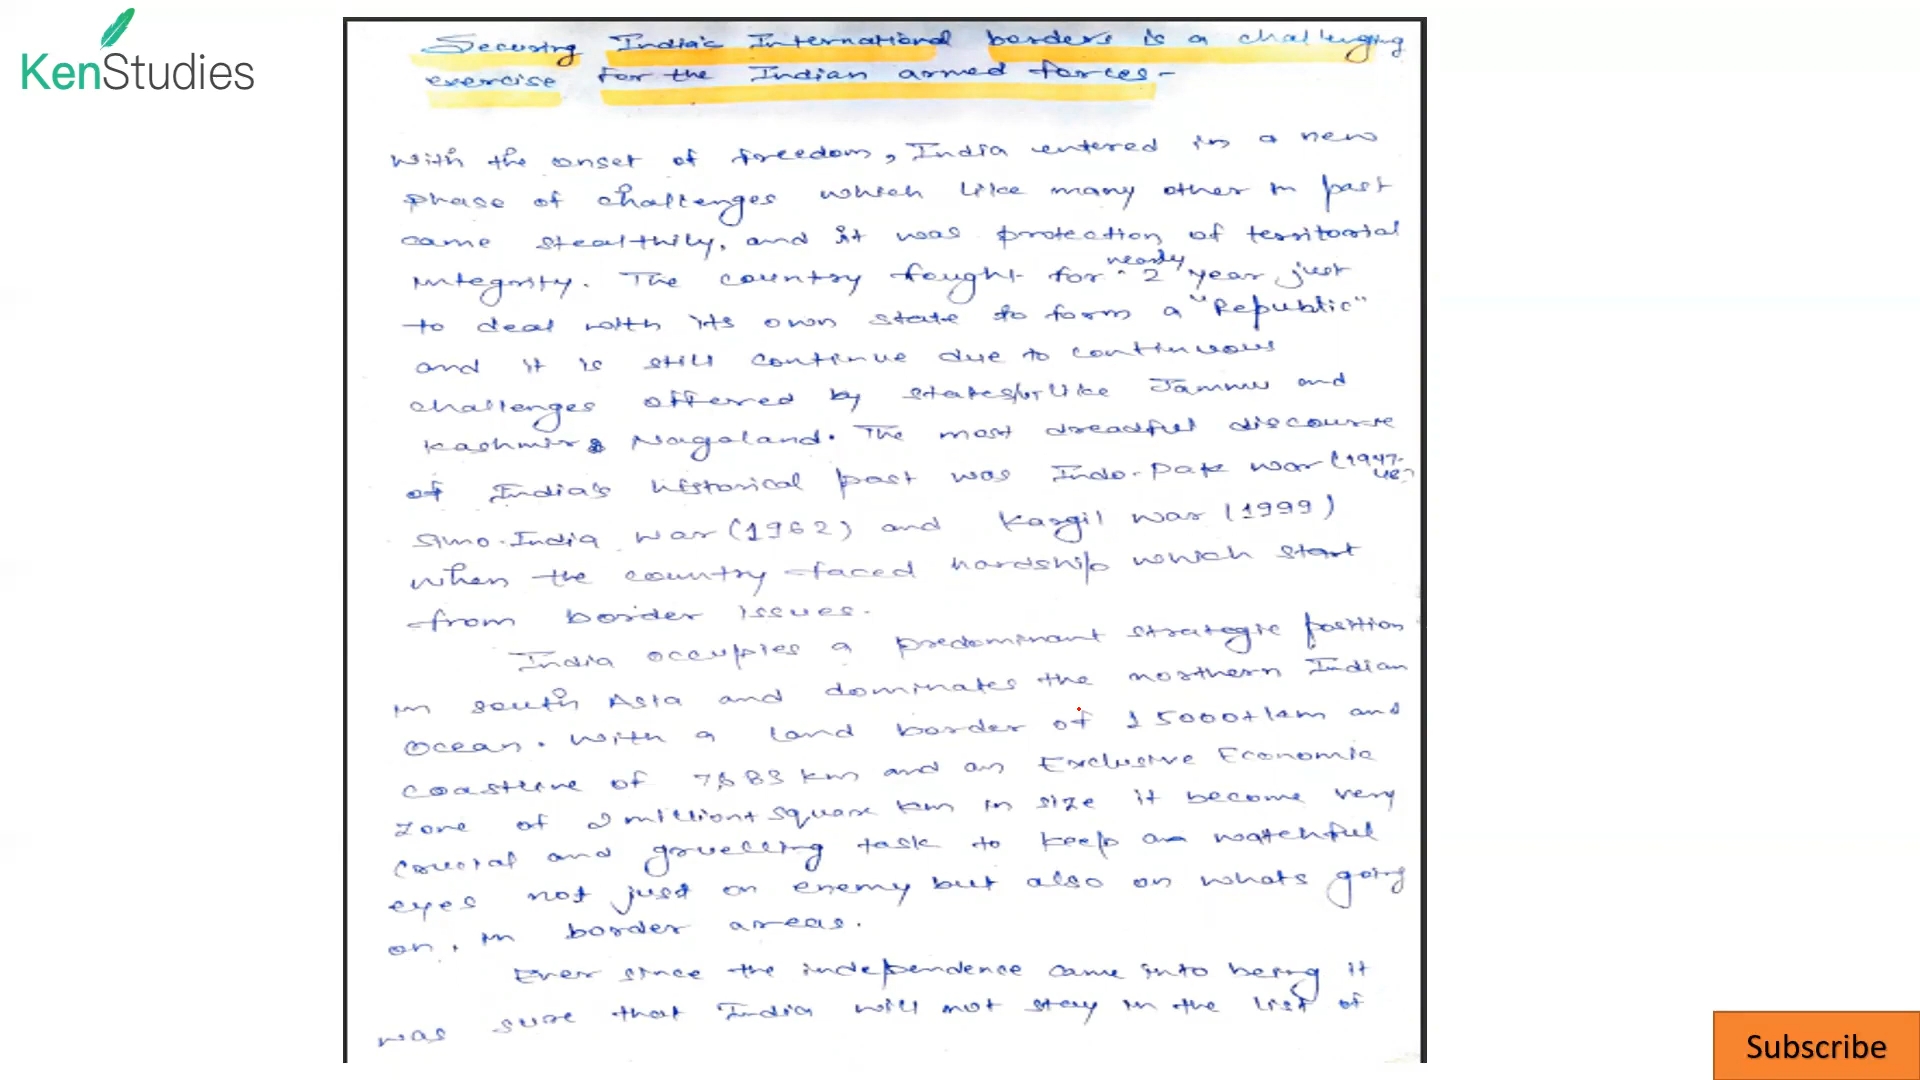 KenStudies
Securing India's International borders is a challenging
exercise for the Indian armed forces-
With the onset of freedom, India entered in a new
phase of challenges which like many other in past
came stealthily, and it was protection of territorial
integrity. The country fought for nearly 2 year just
to deal with its own state to form a "Republic"
and it is still continue due to continuous
challenges offered by states like Jammu and
Kashmir & Nagaland. The most dreadful discourse
of India's historical past was Indo-Pak war (1947-48)
Sino-India war (1962) and Kargil war (1999)
when the country faced hardship which start
from border issues.
India occupies a predominant strategic position
in south Asia and dominates the northern Indian
Ocean. With a land border of 15000+km and
coastline of 7683 km and an Exclusive Economic
zone of 2 million+ square km in size it become very
crucial and gruelling task to keep a watchful
eyes not just on enemy but also on whats going
on, in border areas.
Ever since the independence came into being it
was sure that India will not stay in the list of
Subscribe